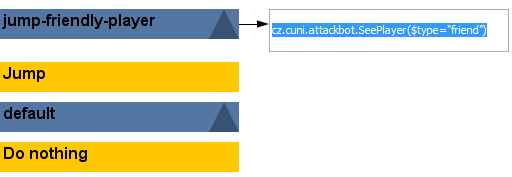 jump-friendly-player
cz.cuni.attackbot.SeePlayer($type="friend")
Jump
default
Do nothing